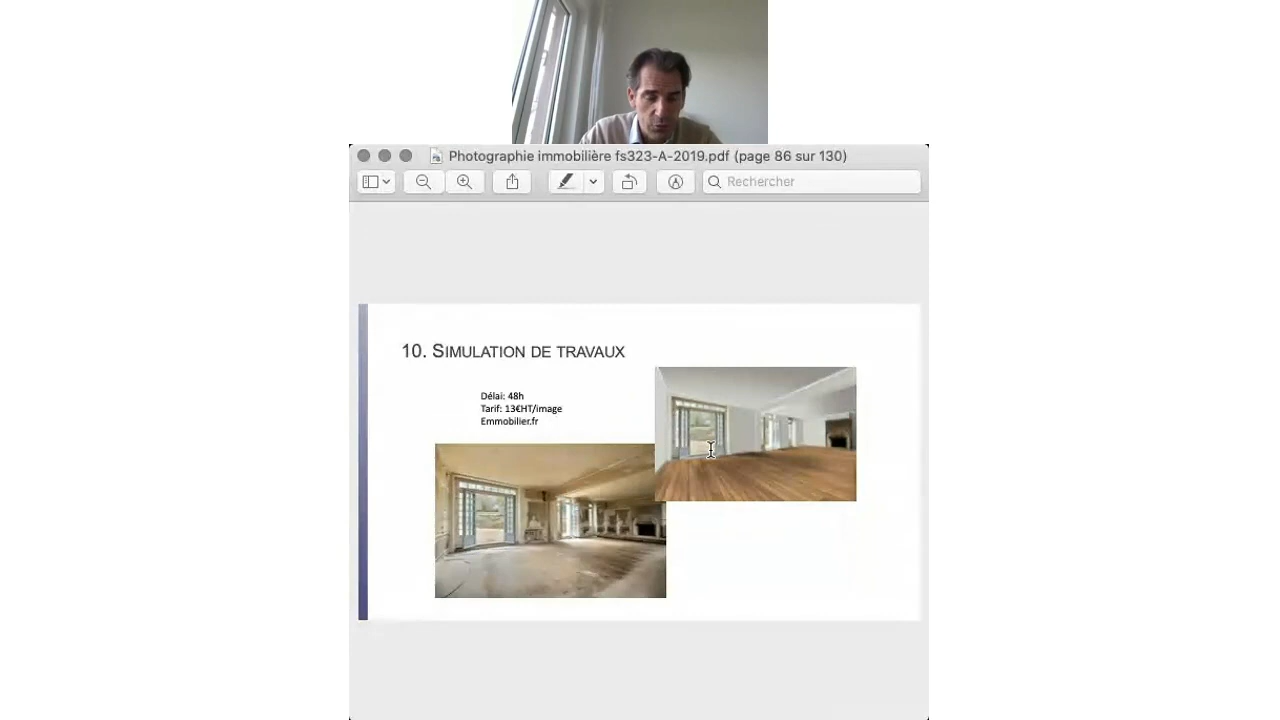 Photographie immobilière fs323-A-2019.pdf (page 86 sur 130)
Rechercher
10. SIMULATION DE TRAVAUX
Délai: 48h
Tarif: 13€HT/image
Emmobilier.fr